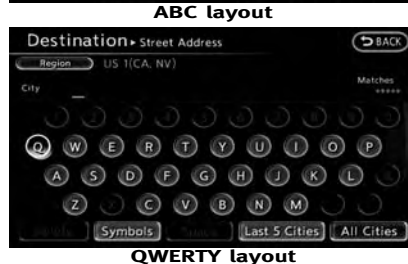 ABC layout
Destination ▸ Street Address
BACK
Region US 1(CA, NV)
City
Matches
*****
Q W E R T Y U I O P
A S D F G H J K L
Z C V B N M
Symbols Last 5 Cities All Cities
QWERTY layout